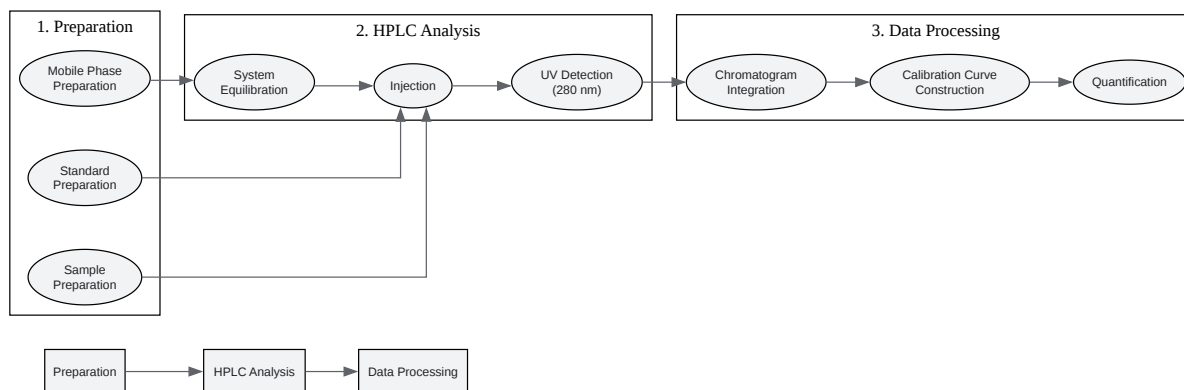 1. Preparation
Mobile Phase
Preparation
Standard
Preparation
Sample
Preparation
2. HPLC Analysis
System
Equilibration
Injection
UV Detection
(280 nm)
3. Data Processing
Chromatogram
Integration
Calibration Curve
Construction
Quantification
Preparation
HPLC Analysis
Data Processing